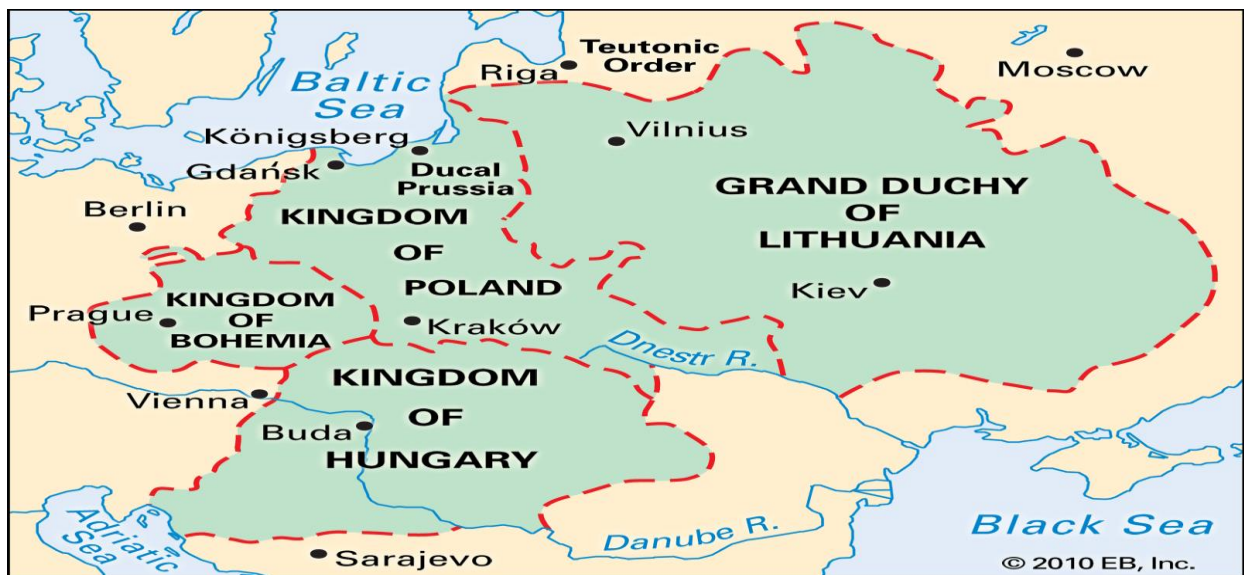 Teutonic
Order
Riga
Moscow
Baltic
Sea
Königsberg
Vilnius
Gdańsk
Ducal
Prussia
Berlin
KINGDOM
OF
POLAND
GRAND DUCHY
OF
LITHUANIA
Kiev
KINGDOM
OF
BOHEMIA
Prague
Kraków
Dnestr R.
KINGDOM
OF
HUNGARY
Vienna
Buda
Adriatic
Sea
Sarajevo
Danube R.
Black Sea
© 2010 EB, Inc.